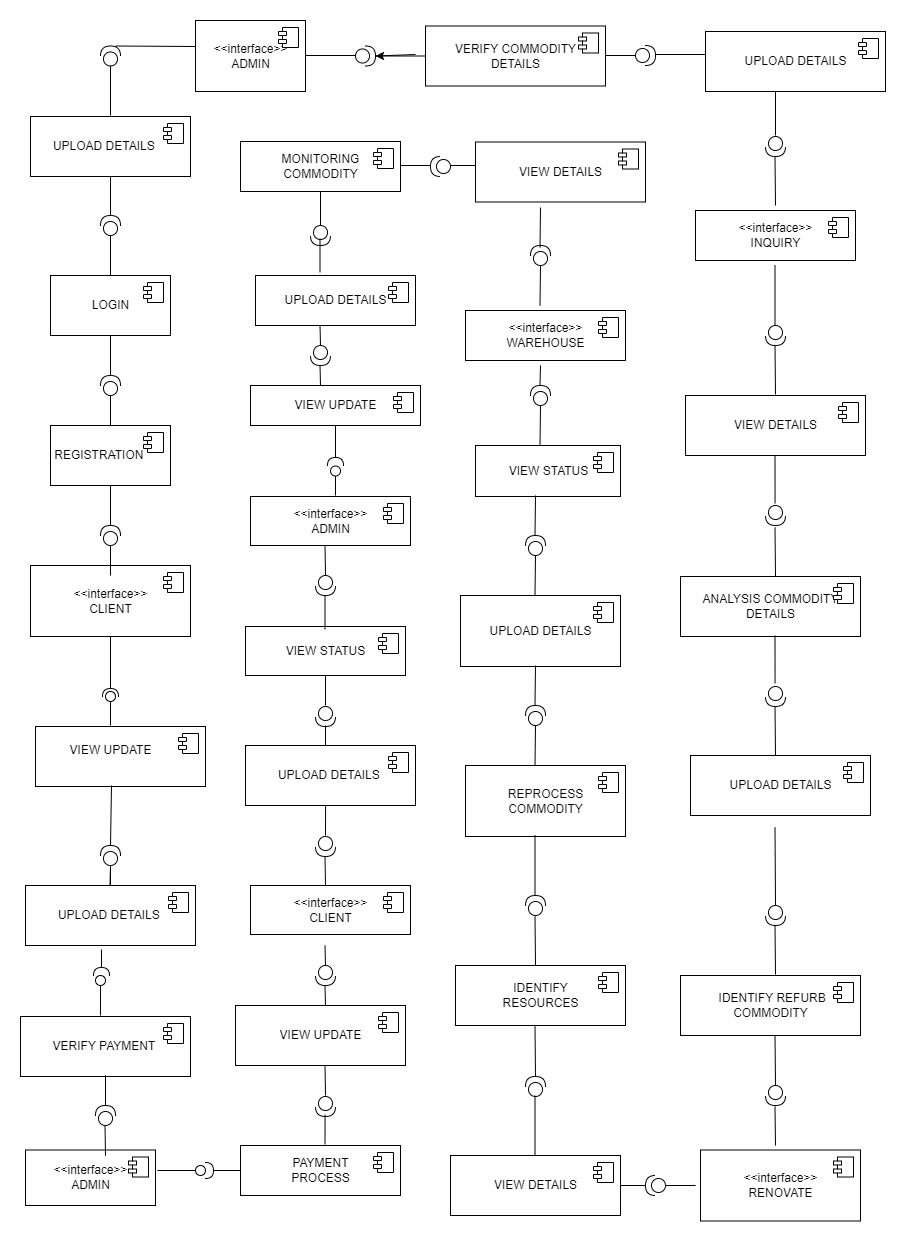 <<interface>>
ADMIN
VERIFY COMMODITY
DETAILS
UPLOAD DETAILS
UPLOAD DETAILS
MONITORING
COMMODITY
VIEW DETAILS
<<interface>>
INQUIRY
LOGIN
UPLOAD DETAILS
<<interface>>
WAREHOUSE
VIEW UPDATE
VIEW DETAILS
REGISTRATION
VIEW STATUS
<<interface>>
ADMIN
<<interface>>
CLIENT
ANALYSIS COMMODITY
DETAILS
UPLOAD DETAILS
VIEW STATUS
VIEW UPDATE
UPLOAD DETAILS
UPLOAD DETAILS
REPROCESS
COMMODITY
UPLOAD DETAILS
<<interface>>
CLIENT
IDENTIFY
RESOURCES
IDENTIFY REFURB
COMMODITY
VERIFY PAYMENT
VIEW UPDATE
<<interface>>
ADMIN
PAYMENT
PROCESS
VIEW DETAILS
<<interface>>
RENOVATE